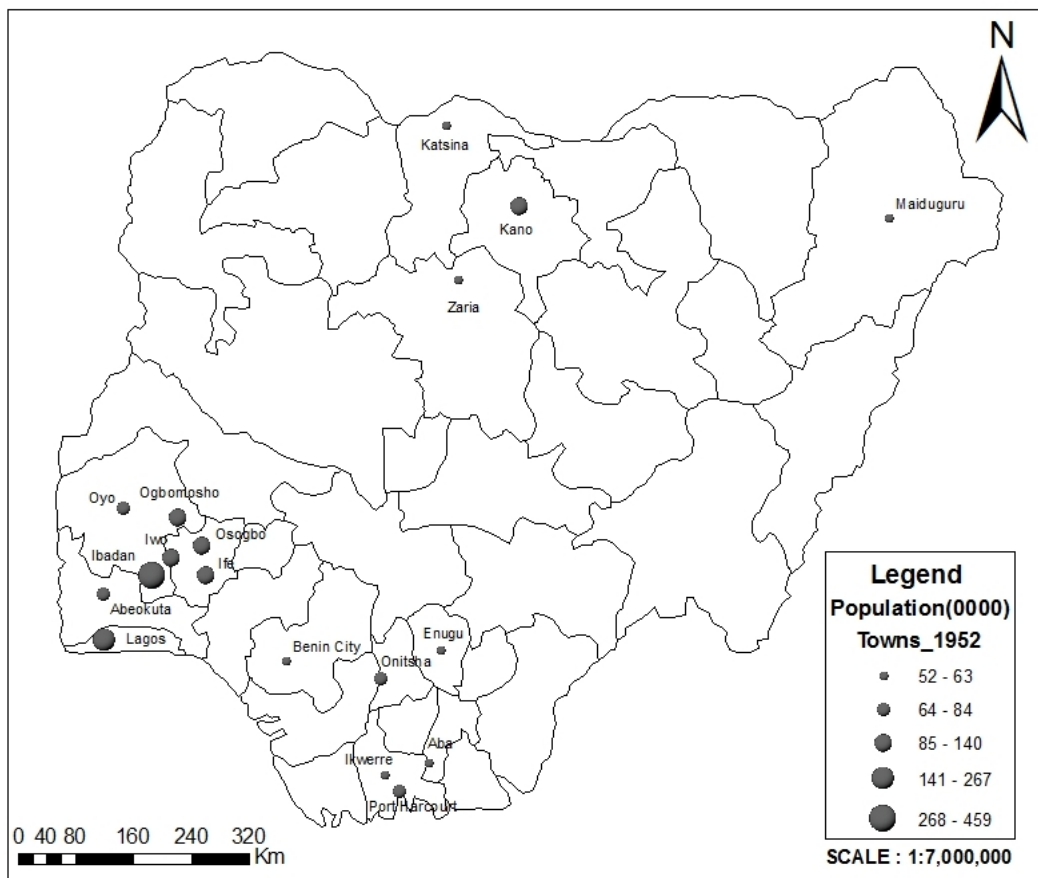 N
Katsina
Kano
Maiduguru
Zaria
Oyo
Ogbomosho
Iwo
Osogbo
Ibadan
Ife
Abeokuta
Lagos
Benin City
Enugu
Onitsha
Aba
Ikwerre
Port Harcourt
Legend
Population(0000)
Towns_1952
52 - 63
64 - 84
85 - 140
141 - 267
268 - 459
0 40 80 160 240 320
Km
SCALE : 1:7,000,000